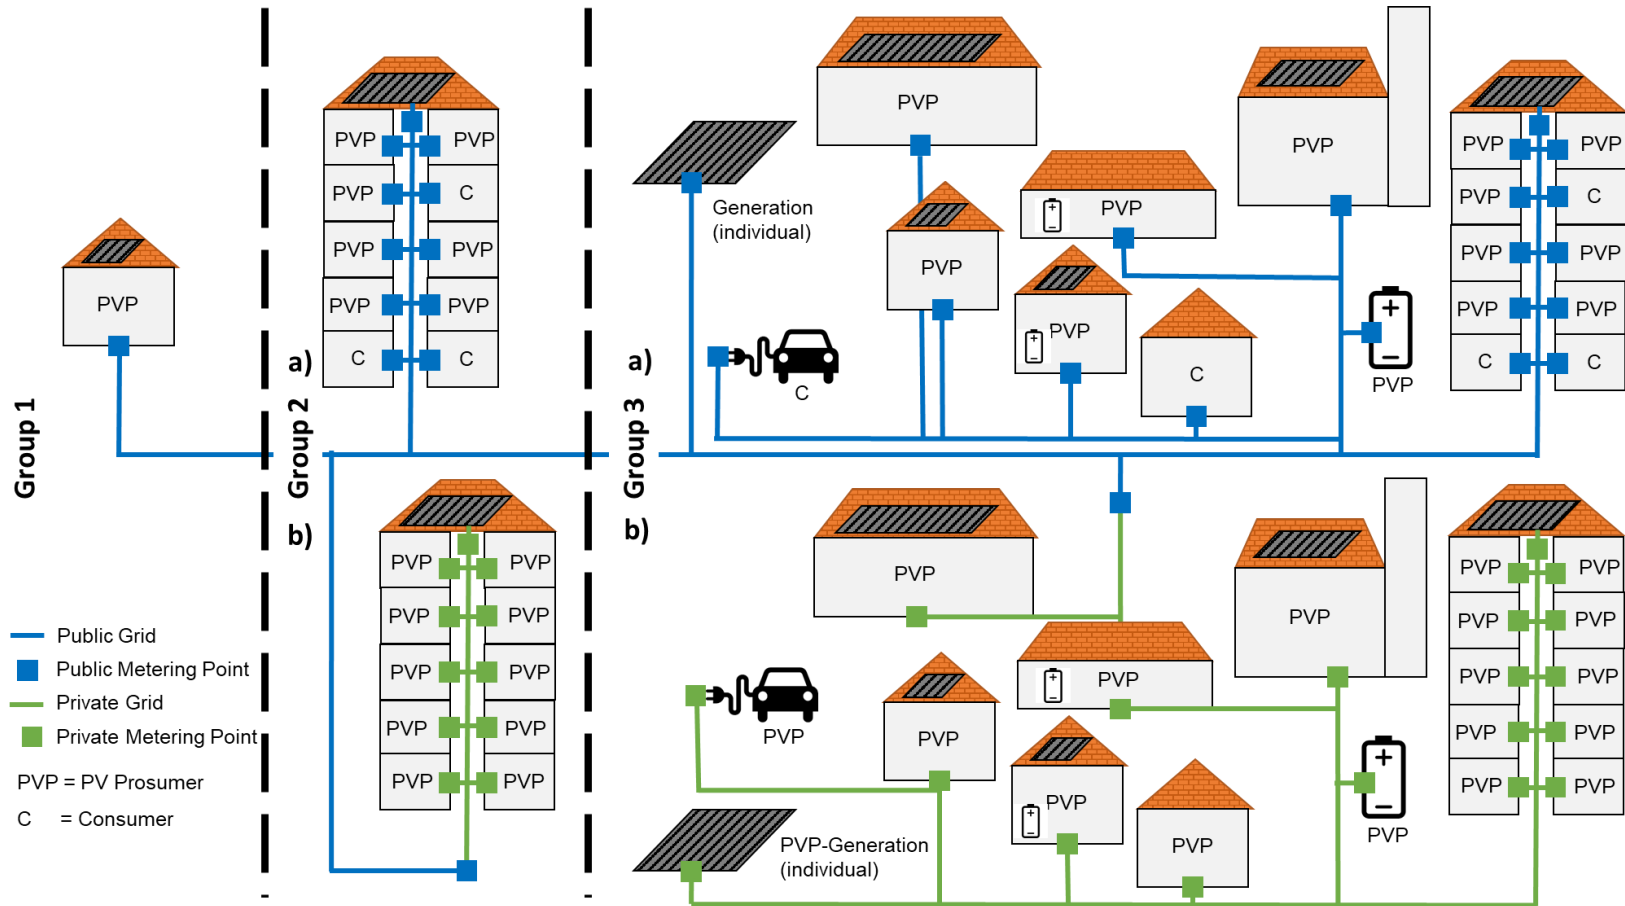 Group 1
PVP
Group 2
a)
PVP PVP
PVP C
PVP PVP
PVP PVP
C C
b)
PVP PVP
PVP PVP
PVP PVP
PVP PVP
PVP PVP
Group 3
a)
Generation
(individual)
PVP
PVP
PVP
PVP
C
C
PVP
PVP
PVP PVP
PVP C
PVP PVP
PVP PVP
C C
b)
PVP
PVP
PVP
PVP
PVP
PVP
PVP
PVP
PVP-Generation
(individual)
PVP PVP
PVP PVP
PVP PVP
PVP PVP
PVP PVP
Public Grid
Public Metering Point
Private Grid
Private Metering Point
PVP = PV Prosumer
C = Consumer